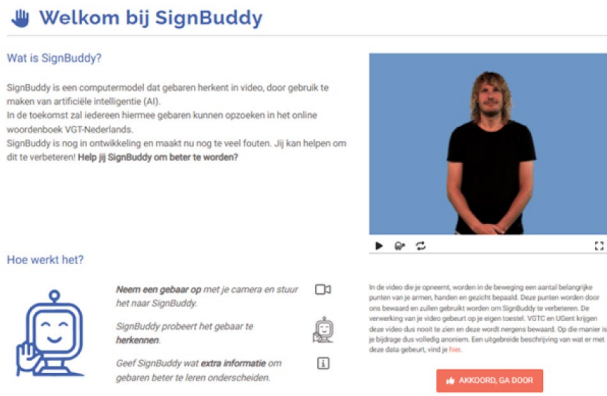 Welkom bij SignBuddy
Wat is SignBuddy?
SignBuddy is een computermodel dat gebaren herkent in video, door gebruik te
maken van artificiële intelligentie (AI).
In de toekomst zal iedereen hiermee gebaren kunnen opzoeken in het online
woordenboek VGT-Nederlands.
SignBuddy is nog in ontwikkeling en maakt nu nog te veel fouten. Jij kan helpen om
dit te verbeteren! Help jij SignBuddy om beter te worden?
Hoe werkt het?
Neem een gebaar op met je camera en stuur
het naar SignBuddy.
SignBuddy probeert het gebaar te
herkennen.
Geef SignBuddy wat extra informatie om
gebaren beter te leren onderscheiden.
In de video die je opneemt, worden in de beweging een aantal belangrijke
punten van je armen, handen en gezicht bepaald. Deze punten worden door
ons bewaard en zullen gebruikt worden om SignBuddy te verbeteren. De
verwerking van je video gebeurt op je eigen toestel. VGTC en UGent krijgen
deze video dus nooit te zien en deze wordt nergens bewaard. Op die manier is
je bijdrage dus volledig anoniem. Een uitgebreide beschrijving van wat er met
deze data gebeurt, vind je hier.
AKKOORD, GA DOOR